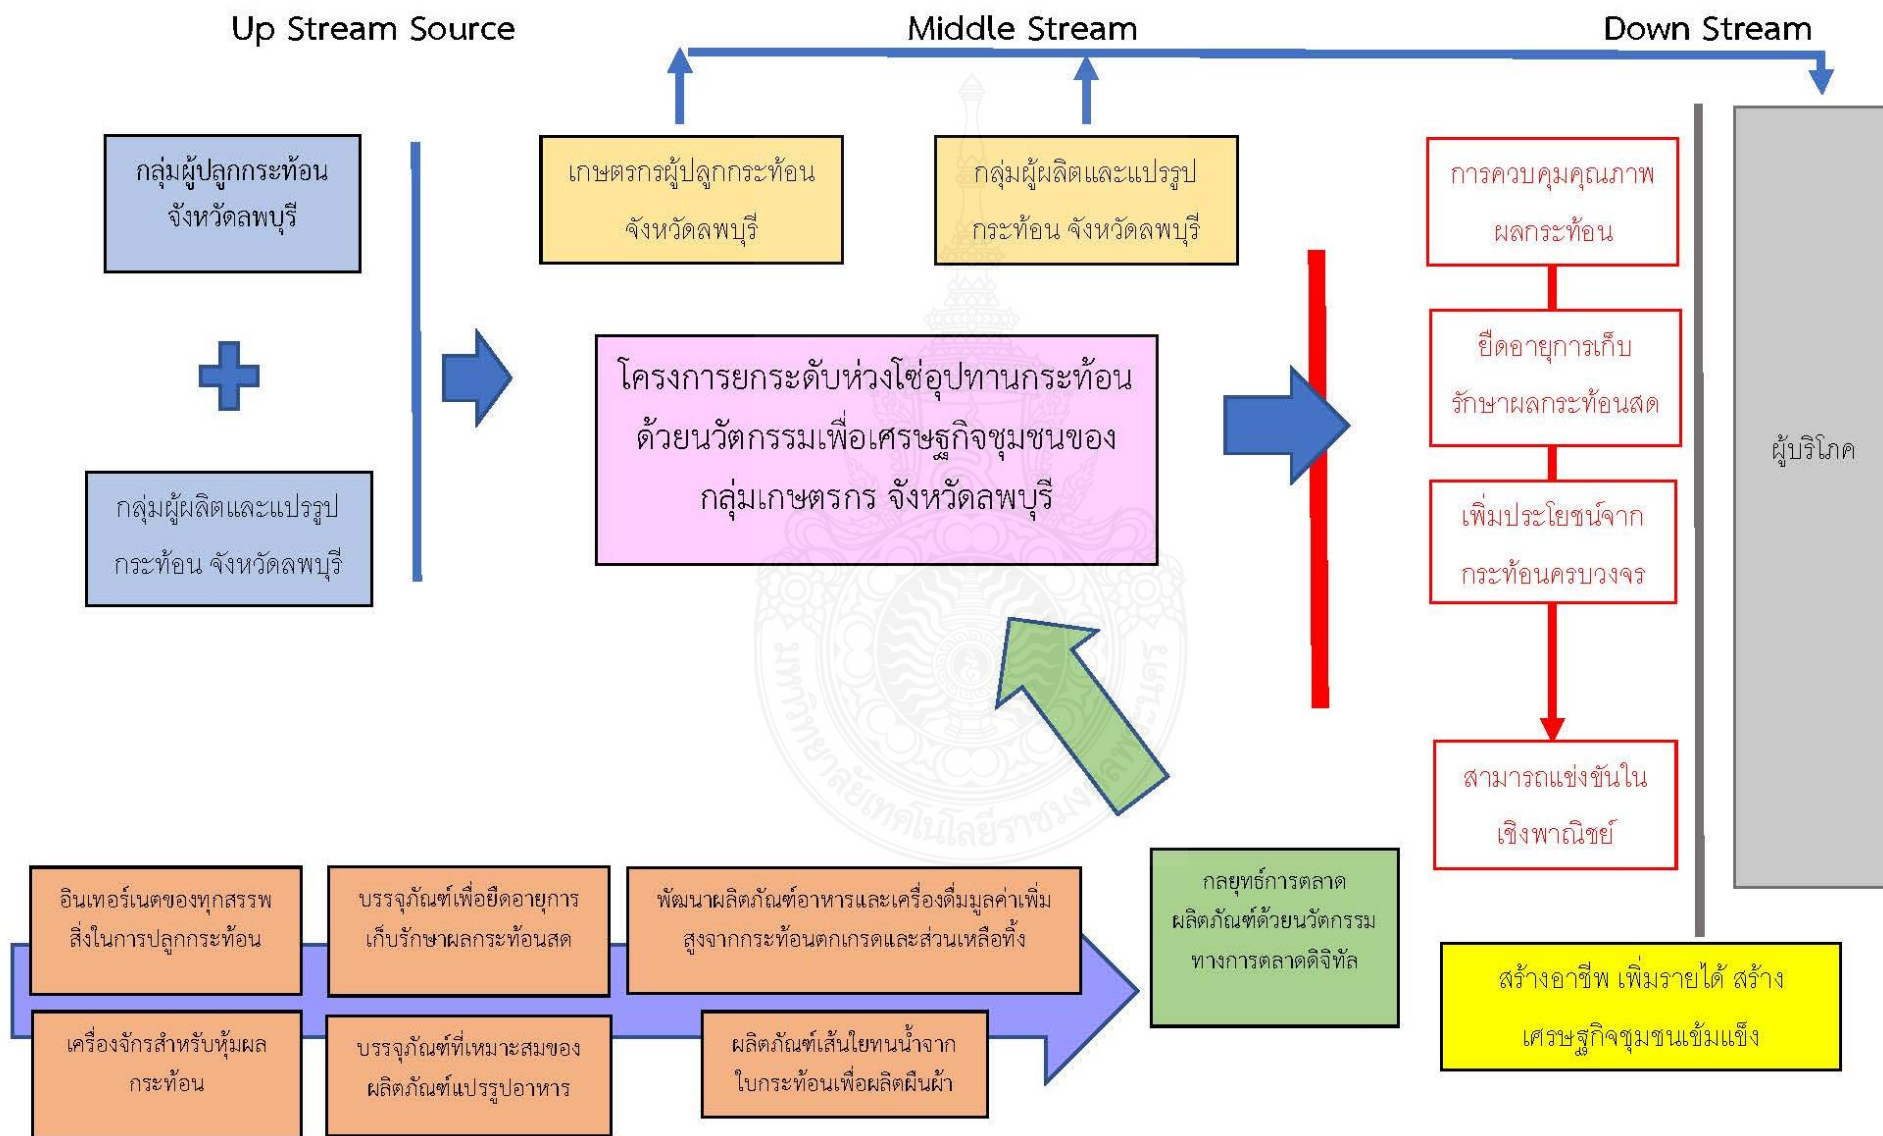 Up Stream Source
Middle Stream
Down Stream
กลุ่มผู้ปลูกกระท้อน
จังหวัดลพบุรี
เกษตรกรผู้ปลูกกระท้อน
จังหวัดลพบุรี
กลุ่มผู้ผลิตและแปรรูป
กระท้อน จังหวัดลพบุรี
การควบคุมคุณภาพ
ผลกระท้อน
โครงการยกระดับห่วงโซ่อุปทานกระท้อน
ด้วยนวัตกรรมเพื่อเศรษฐกิจชุมชนของ
กลุ่มเกษตรกร จังหวัดลพบุรี
ยืดอายุการเก็บ
รักษาผลกระท้อนสด
ผู้บริโภค
กลุ่มผู้ผลิตและแปรรูป
กระท้อน จังหวัดลพบุรี
เพิ่มประโยชน์จาก
กระท้อนครบวงจร
มหาวิทยาลัยเทคโนโลยีราชมงคลพระนคร
สามารถแข่งขันใน
เชิงพาณิชย์
อินเทอร์เนตของทุกสรรพ
สิ่งในการปลูกกระท้อน
บรรจุภัณฑ์เพื่อยืดอายุการ
เก็บรักษาผลกระท้อนสด
พัฒนาผลิตภัณฑ์อาหารและเครื่องดื่มมูลค่าเพิ่ม
สูงจากกระท้อนตกเกรดและส่วนเหลือทิ้ง
กลยุทธ์การตลาด
ผลิตภัณฑ์ด้วยนวัตกรรม
ทางการตลาดดิจิทัล
สร้างอาชีพ เพิ่มรายได้ สร้าง
เศรษฐกิจชุมชนเข้มแข็ง
เครื่องจักรสำหรับหุ้มผล
กระท้อน
บรรจุภัณฑ์ที่เหมาะสมของ
ผลิตภัณฑ์แปรรูปอาหาร
ผลิตภัณฑ์เส้นใยทนน้ำจาก
ใบกระท้อนเพื่อผลิตผืนผ้า